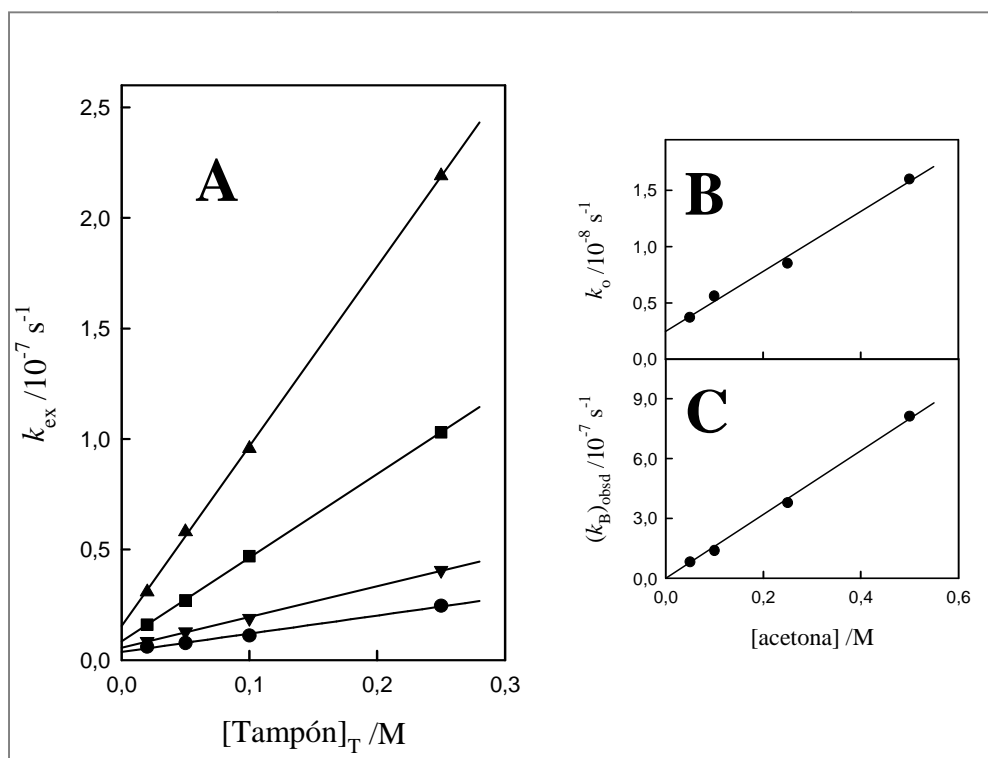 A
2,5
2,0
1,5
1,0
0,5
0,0
k_ex /10^-7 s^-1
0,0 0,1 0,2 0,3
[Tampón]_T /M
B
1,5
1,0
0,5
0,0
k_o /10^-8 s^-1
C
9,0
6,0
3,0
0,0
(k_B)_obsd /10^-7 s^-1
0,0 0,2 0,4 0,6
[acetona] /M